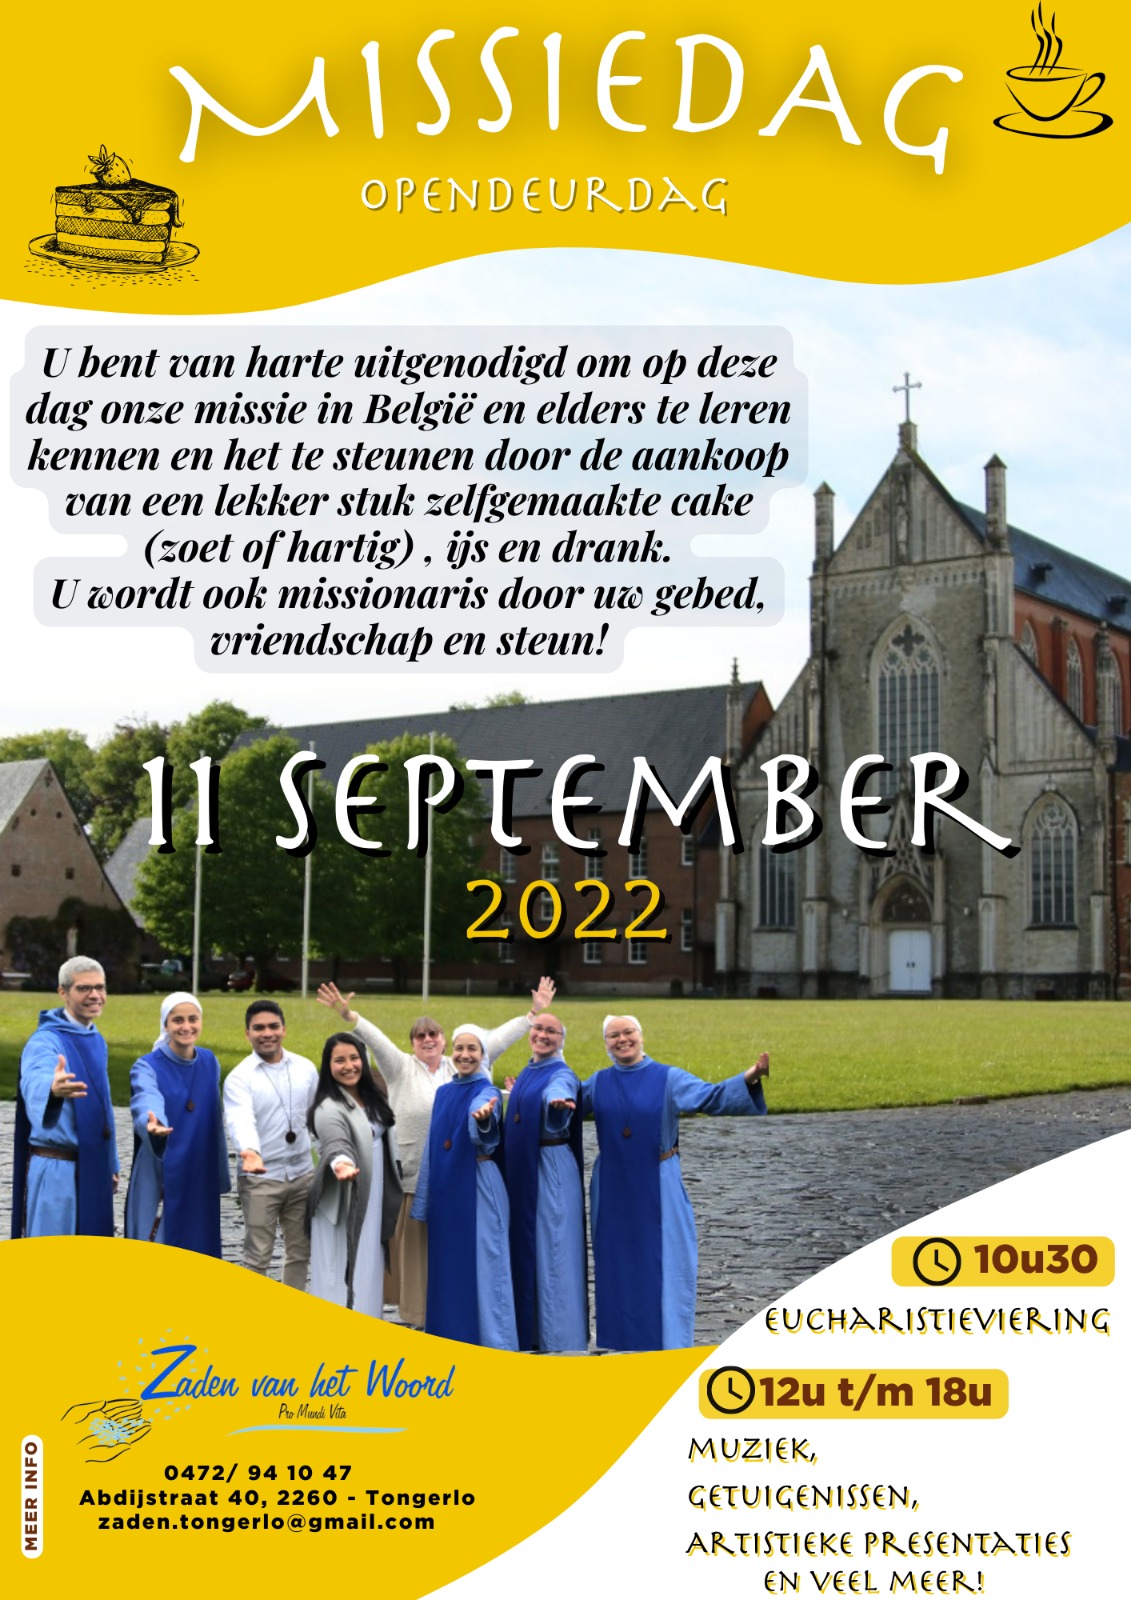 MISSIEDAG
OPENDEURDAG
U bent van harte uitgenodigd om op deze
dag onze missie in België en elders te leren
kennen en het te steunen door de aankoop
van een lekker stuk zelfgemaakte cake
(zoet of hartig) , ijs en drank.
U wordt ook missionaris door uw gebed,
vriendschap en steun!
11 SEPTEMBER
2022
10u30
EUCHARISTIEVIERING
12u t/m 18u
MUZIEK,
GETUIGENISSEN,
ARTISTIEKE PRESENTATIES
EN VEEL MEER!
Zaden van het Woord
Pro Mundi Vita
MEER INFO
0472/ 94 10 47
Abdijstraat 40, 2260 - Tongerlo
zaden.tongerlo@gmail.com